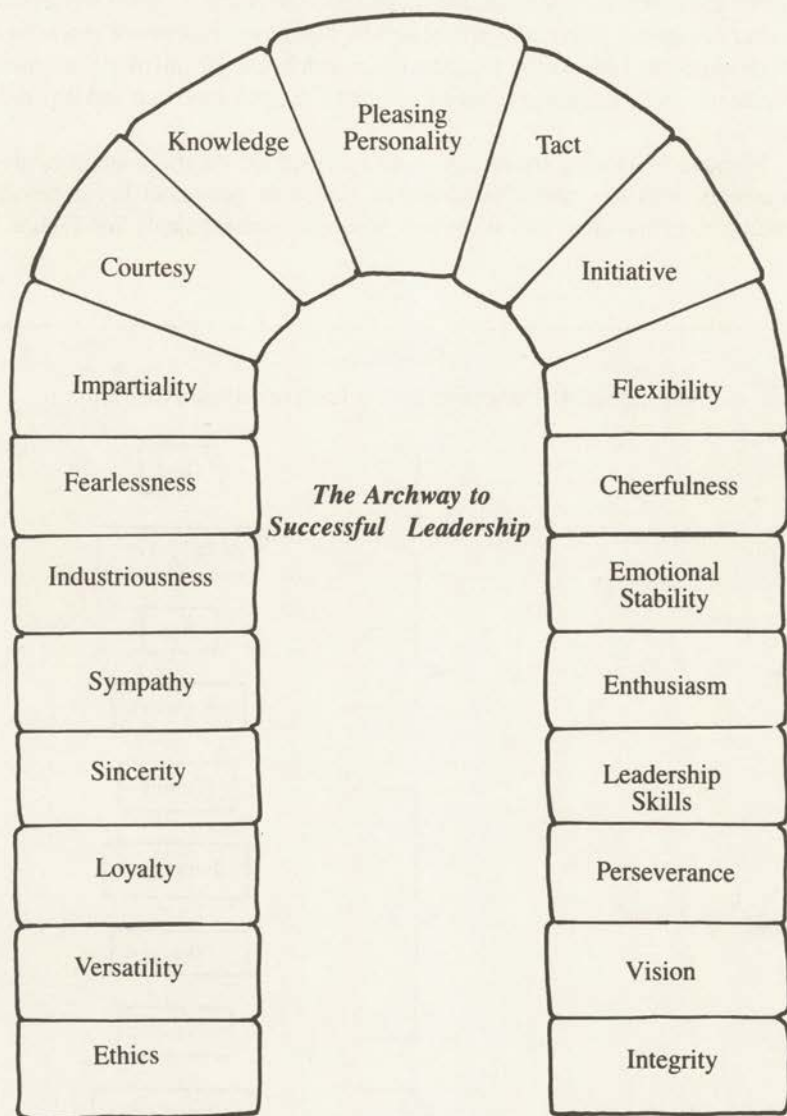 Pleasing
Personality
Knowledge
Tact
Courtesy
Initiative
Impartiality
Flexibility
Fearlessness
Cheerfulness
The Archway to
Successful Leadership
Industriousness
Emotional
Stability
Sympathy
Enthusiasm
Sincerity
Leadership
Skills
Loyalty
Perseverance
Versatility
Vision
Ethics
Integrity